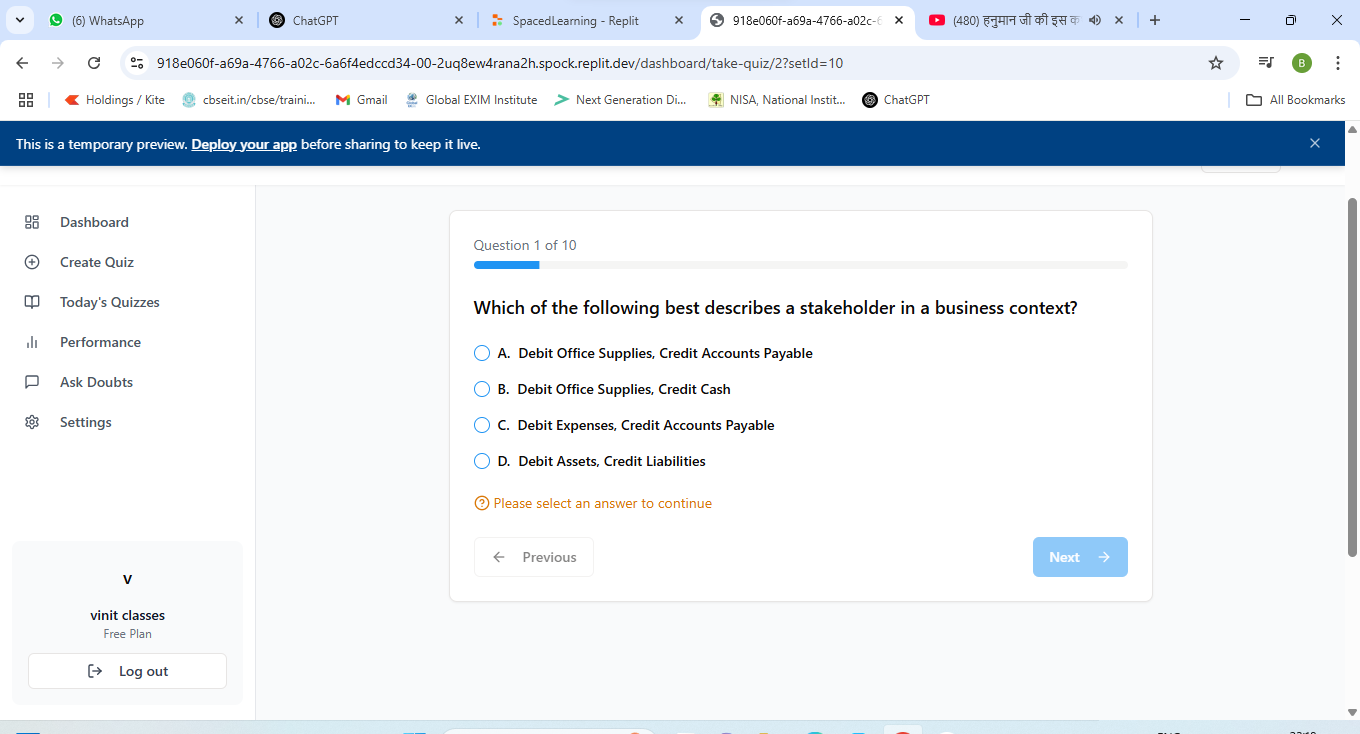 (6) WhatsApp
ChatGPT
SpacedLearning - Replit
918e060f-a69a-4766-a02c-6
(480) हनुमान जी की इस क
918e060f-a69a-4766-a02c-6a6f4edccd34-00-2uq8ew4rana2h.spock.replit.dev/dashboard/take-quiz/2?setId=10
B
Holdings / Kite
cbseit.in/cbse/traini...
Gmail
Global EXIM Institute
Next Generation Di...
NISA, National Instit...
ChatGPT
All Bookmarks
This is a temporary preview. Deploy your app before sharing to keep it live.
Dashboard
Create Quiz
Today's Quizzes
Performance
Ask Doubts
Settings
V
vinit classes
Free Plan
Log out
Question 1 of 10
Which of the following best describes a stakeholder in a business context?
A. Debit Office Supplies, Credit Accounts Payable
B. Debit Office Supplies, Credit Cash
C. Debit Expenses, Credit Accounts Payable
D. Debit Assets, Credit Liabilities
Please select an answer to continue
Previous
Next